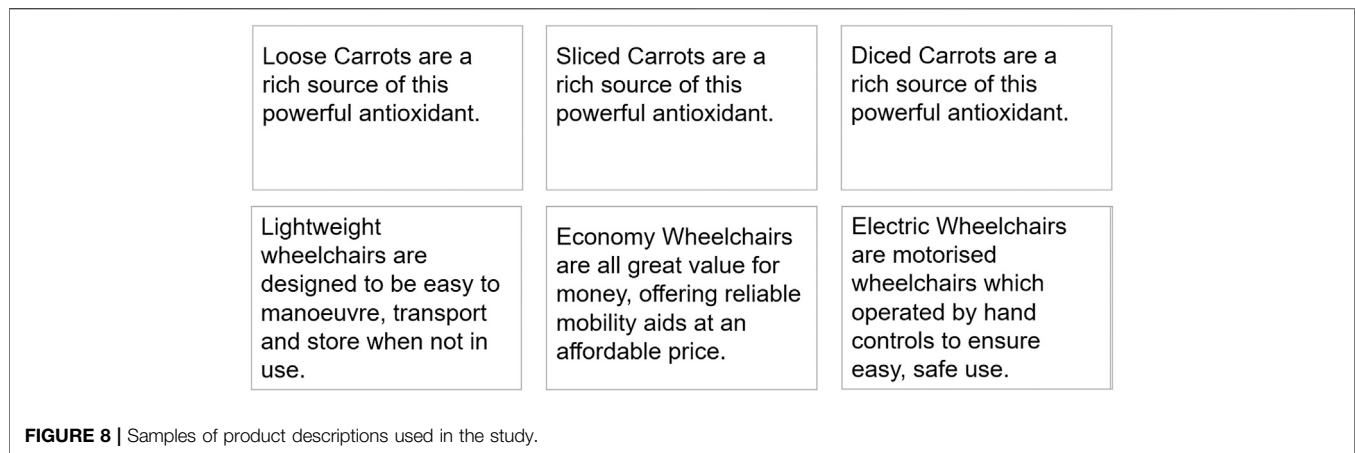 Loose Carrots are a
rich source of this
powerful antioxidant.
Sliced Carrots are a
rich source of this
powerful antioxidant.
Diced Carrots are a
rich source of this
powerful antioxidant.
Lightweight
wheelchairs are
designed to be easy to
manoeuvre, transport
and store when not in
use.
Economy Wheelchairs
are all great value for
money, offering reliable
mobility aids at an
affordable price.
Electric Wheelchairs
are motorised
wheelchairs which
operated by hand
controls to ensure
easy, safe use.
FIGURE 8 | Samples of product descriptions used in the study.